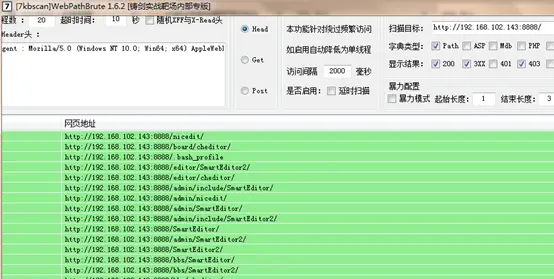 7 [7kbscan]WebPathBrute 1.6.2 [铸剑实战靶场内部专版]
程数： 20 超时时间： 10 秒 随机XFF与X-Read头
Header头：
gent : Mozilla/5.0 (Windows NT 10.0; Win64; x64) AppleWebl
Head
Get
Post
本功能针对绕过频繁访问
如启用自动降低为单线程
访问间隔 2000 毫秒
是否启用： 延时扫描
扫描目标： http://192.168.102.143:8888/
字典类型： Path ASP Mdb PHP
显示结果： 200 3XX 401 403
暴力配置
暴力模式 起始长度： 1 结束长度： 3
网页地址
http://192.168.102.143:8888/nicedit/
http://192.168.102.143:8888/board/cheditor/
http://192.168.102.143:8888/.bash_profile
http://192.168.102.143:8888/editor/SmartEditor2/
http://192.168.102.143:8888/editor/cheditor/
http://192.168.102.143:8888/admin/include/SmartEditor/
http://192.168.102.143:8888/admin/nicedit/
http://192.168.102.143:8888/admin/SmartEditor/
http://192.168.102.143:8888/admin/include/SmartEditor2/
http://192.168.102.143:8888/SmartEditor/
http://192.168.102.143:8888/admin/SmartEditor2/
http://192.168.102.143:8888/SmartEditor2/
http://192.168.102.143:8888/bbs/SmartEditor/
http://192.168.102.143:8888/bbs/SmartEditor2/